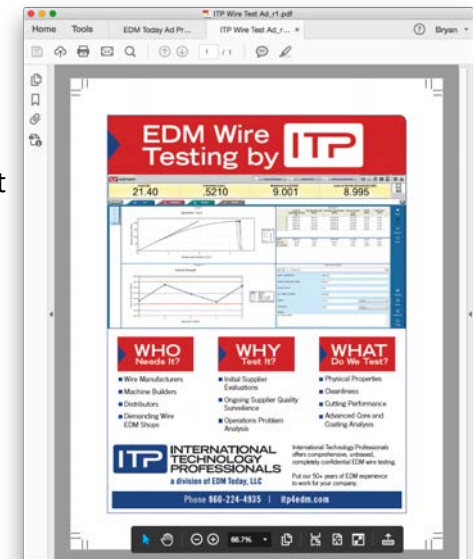 ITP Wire Test Ad_r1.pdf
Home Tools EDM Today Ad Pr... ITP Wire Test Ad_r... × Bryan
1 / 1
t
EDM Wire
Testing by ITP
21.40 .5210 9.001 8.995
WHO
Needs It?
Wire Manufacturers
Machine Builders
Distributors
Demanding Wire
EDM Shops
WHY
Test It?
Initial Supplier
Evaluations
Ongoing Supplier Quality
Surveilence
Operations Problem
Analysis
WHAT
Do We Test?
Physical Properties
Cleanliness
Cutting Performance
Advanced Core and
Coating Analysis
ITP INTERNATIONAL
TECHNOLOGY
PROFESSIONALS
a division of EDM Today, LLC
International Technology Professionals
offers comprehensive, unbiased,
completely confidential EDM wire testing.
Put our 50+ years of EDM experience
to work for your company.
Phone 860-224-4935 | itp4edm.com
66.7%